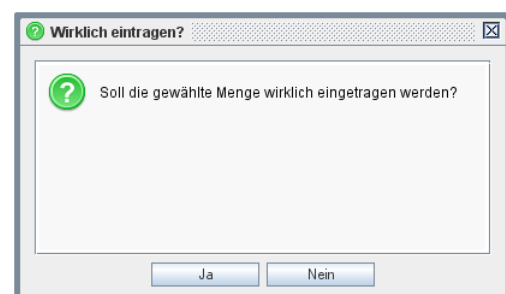 Wirklich eintragen?
Soll die gewählte Menge wirklich eingetragen werden?
Ja
Nein